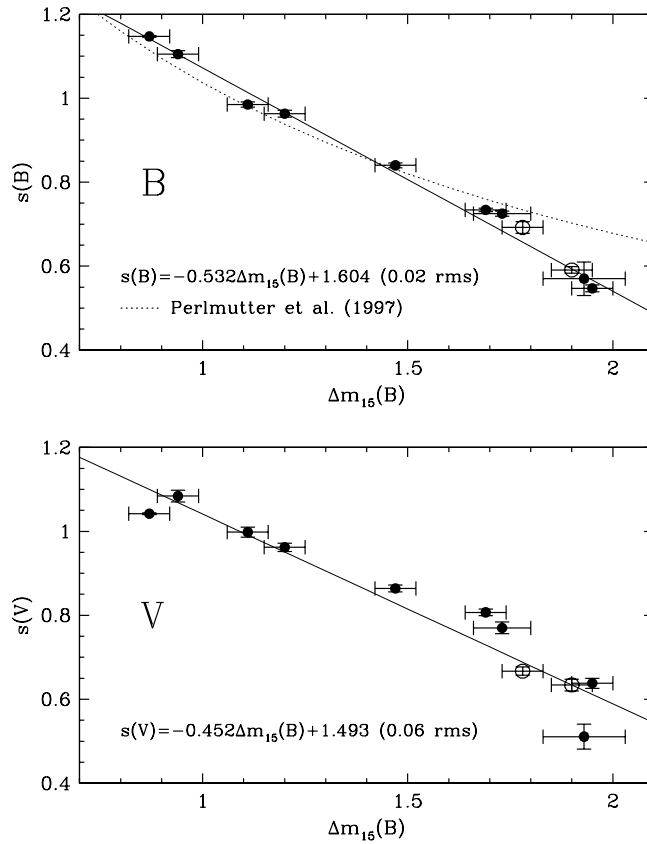 1.2
1
0.8
0.6
0.4
s(B)
B
s(B)=−0.532Δm₁₅(B)+1.604 (0.02 rms)
Perlmutter et al. (1997)
1
1.5
2
Δm₁₅(B)
1.2
1
0.8
0.6
0.4
s(V)
V
s(V)=−0.452Δm₁₅(B)+1.493 (0.06 rms)
1
1.5
2
Δm₁₅(B)